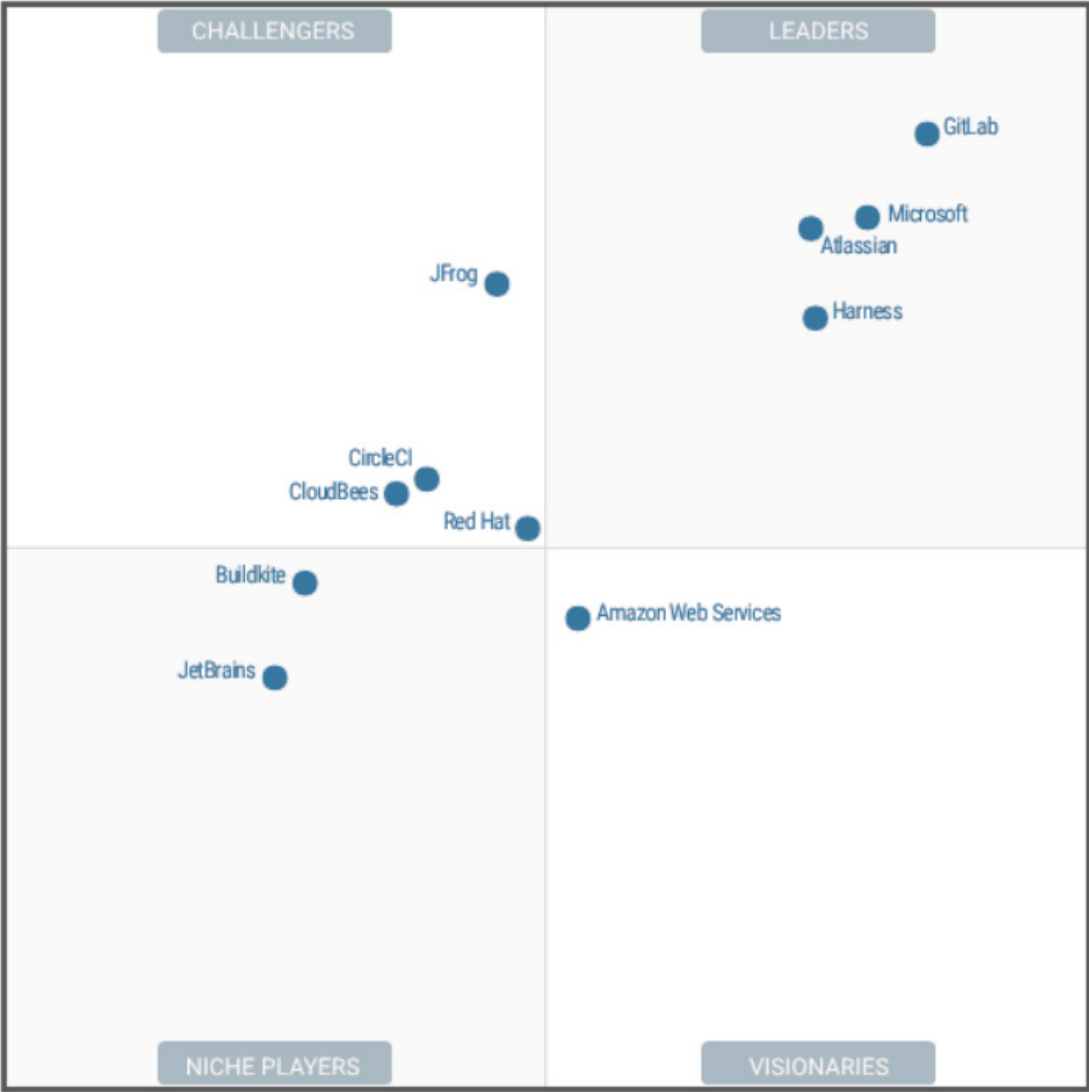 CHALLENGERS
LEADERS
GitLab
Microsoft
Atlassian
JFrog
Harness
CircleCI
CloudBees
Red Hat
Buildkite
Amazon Web Services
JetBrains
NICHE PLAYERS
VISIONARIES